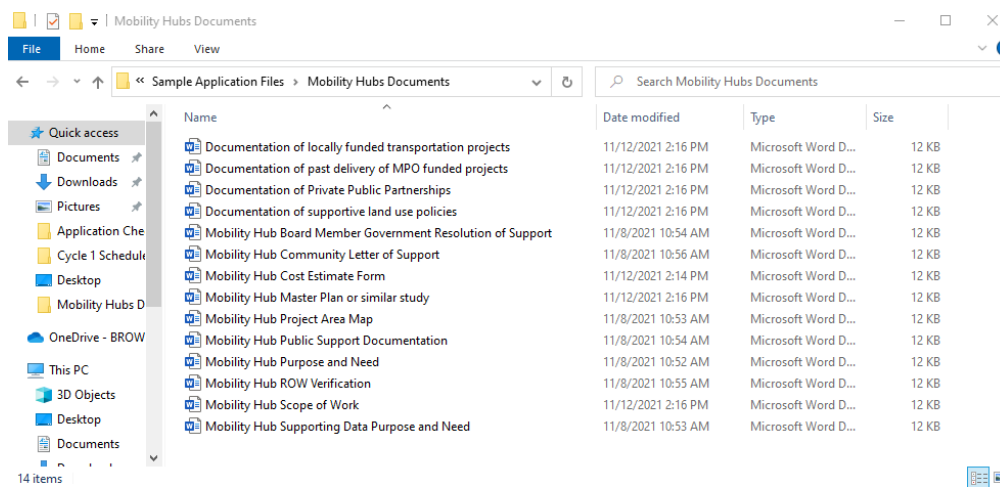 Mobility Hubs Documents
File Home Share View
« Sample Application Files > Mobility Hubs Documents Search Mobility Hubs Documents
Name Date modified Type Size
Quick access
Documents
Downloads
Pictures
Application Che
Cycle 1 Schedule
Desktop
Mobility Hubs D
OneDrive - BROW
This PC
3D Objects
Desktop
Documents
Documentation of locally funded transportation projects 11/12/2021 2:16 PM Microsoft Word D... 12 KB
Documentation of past delivery of MPO funded projects 11/12/2021 2:16 PM Microsoft Word D... 12 KB
Documentation of Private Public Partnerships 11/12/2021 2:16 PM Microsoft Word D... 12 KB
Documentation of supportive land use policies 11/12/2021 2:16 PM Microsoft Word D... 12 KB
Mobility Hub Board Member Government Resolution of Support 11/8/2021 10:54 AM Microsoft Word D... 12 KB
Mobility Hub Community Letter of Support 11/8/2021 10:56 AM Microsoft Word D... 12 KB
Mobility Hub Cost Estimate Form 11/12/2021 2:14 PM Microsoft Word D... 12 KB
Mobility Hub Master Plan or similar study 11/12/2021 2:16 PM Microsoft Word D... 12 KB
Mobility Hub Project Area Map 11/8/2021 10:53 AM Microsoft Word D... 12 KB
Mobility Hub Public Support Documentation 11/8/2021 10:54 AM Microsoft Word D... 12 KB
Mobility Hub Purpose and Need 11/8/2021 10:52 AM Microsoft Word D... 12 KB
Mobility Hub ROW Verification 11/8/2021 10:55 AM Microsoft Word D... 12 KB
Mobility Hub Scope of Work 11/12/2021 2:16 PM Microsoft Word D... 12 KB
Mobility Hub Supporting Data Purpose and Need 11/8/2021 10:53 AM Microsoft Word D... 12 KB
14 items